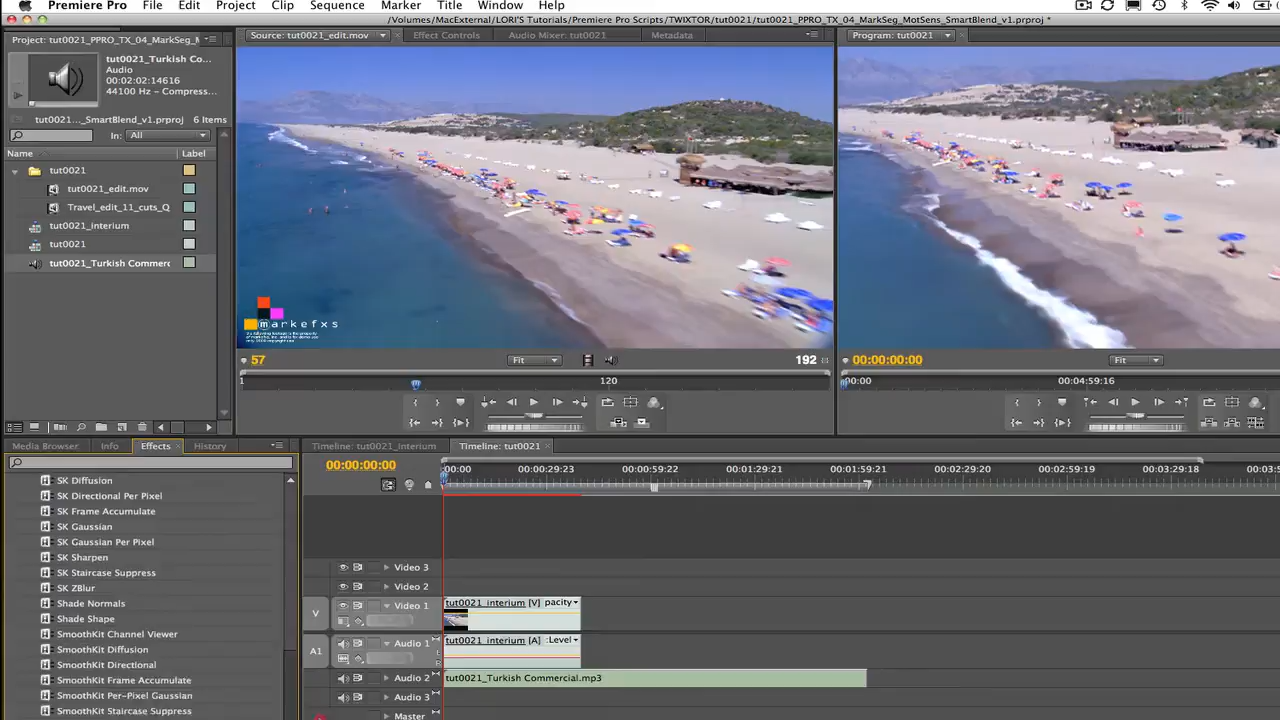 Premiere Pro File Edit Project Clip Sequence Marker Title Window Help
/Volumes/MacExternal/LORI'S Tutorials/Premiere Pro Scripts/TWIXTOR/tut0021/tut0021_PPRO_TX_04_MarkSeg_MotSens_SmartBlend_v1.prproj *
Project: tut0021_PPRO_TX_04_MarkSeg_M
Source: tut0021_edit.mov
Effect Controls
Audio Mixer: tut0021
Metadata
Program: tut0021
tut0021_Turkish Co...
Audio
00:02:02:14616
44100 Hz - Compress...
tut0021..._SmartBlend_v1.prproj 6 Items
In: All
Name Label
tut0021
tut0021_edit.mov
Travel_edit_11_cuts_Q
tut0021_interium
tut0021
tut0021_Turkish Commerc
markefxs
57 Fit 192
1 120
00:00:00:00 Fit
00:00 00:04:59:16
Media Browser Info Effects History
SK Diffusion
SK Directional Per Pixel
SK Frame Accumulate
SK Gaussian
SK Gaussian Per Pixel
SK Sharpen
SK Staircase Suppress
SK ZBlur
Shade Normals
Shade Shape
SmoothKit Channel Viewer
SmoothKit Diffusion
SmoothKit Directional
SmoothKit Frame Accumulate
SmoothKit Per-Pixel Gaussian
SmoothKit Staircase Suppress
Timeline: tut0021_Interium Timeline: tut0021
00:00:00:00
00:00 00:00:29:23 00:00:59:22 00:01:29:21 00:01:59:21 00:02:29:20 00:02:59:19 00:03:29:18 00:03:5
Video 3
Video 2
V Video 1 tut0021_interium [V] pacity
A1 Audio 1 tut0021_interium [A] :Level
L
R
Audio 2 tut0021_Turkish Commercial.mp3
Audio 3
Master